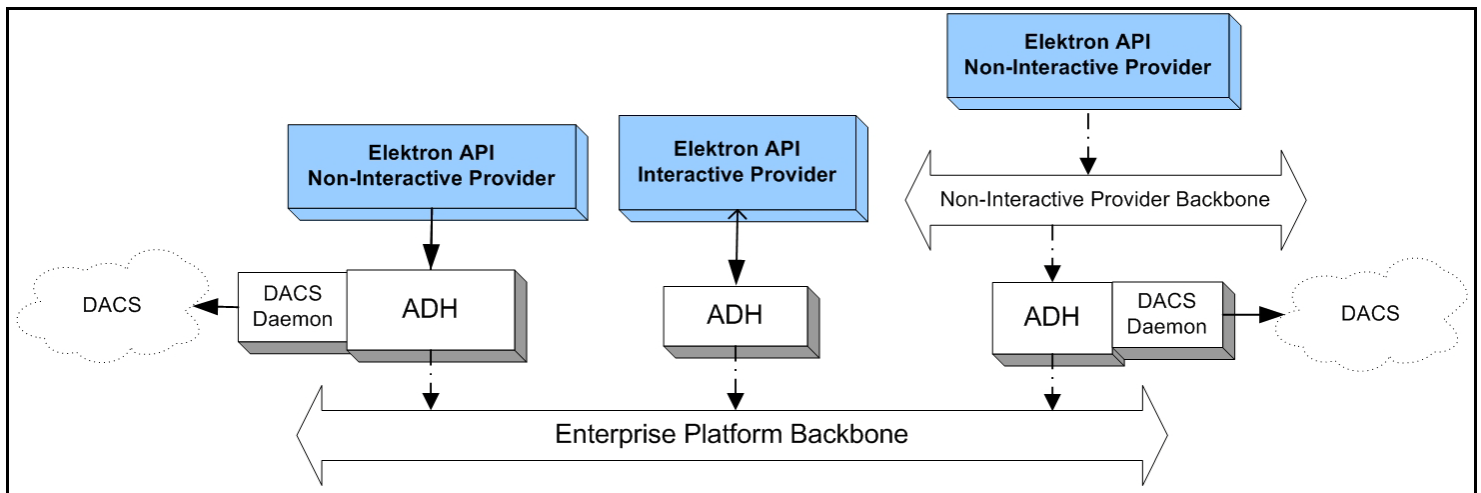 Elektron API
Non-Interactive Provider
Elektron API
Non-Interactive Provider
Elektron API
Interactive Provider
Non-Interactive Provider Backbone
DACS
DACS
Daemon
ADH
ADH
ADH
DACS
Daemon
DACS
Enterprise Platform Backbone